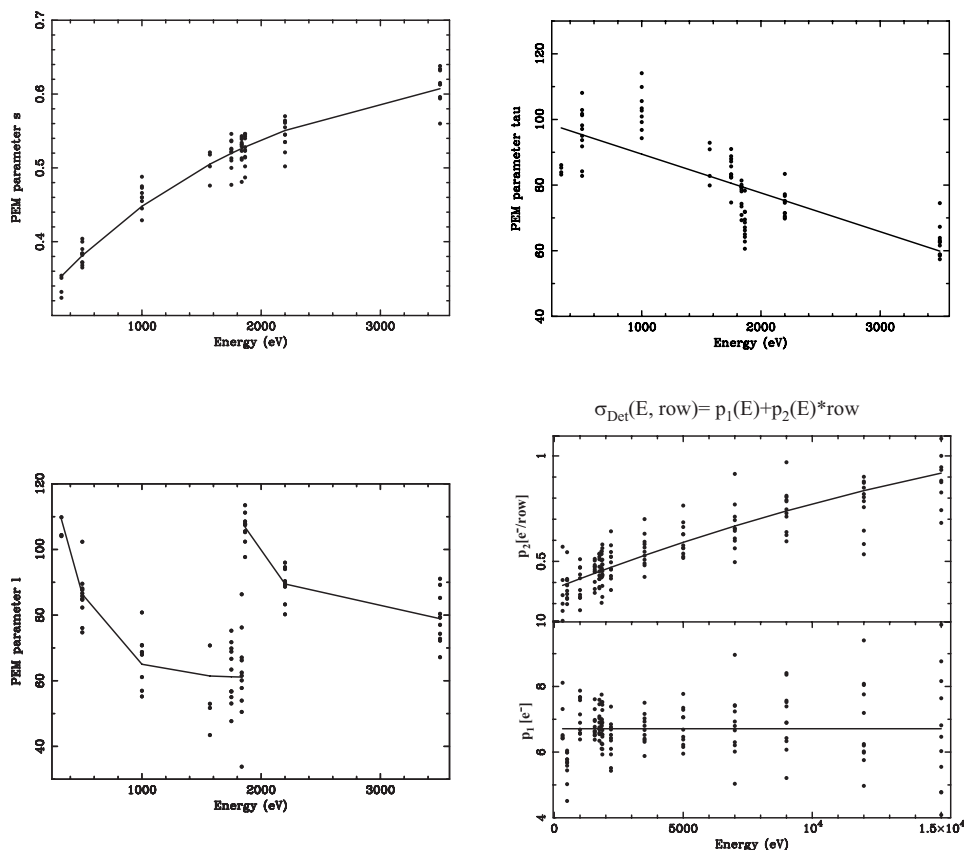 0.7
0.6
0.5
0.4
PEM parameter s
1000 2000 3000
Energy (eV)
120
100
80
60
40
PEM parameter tau
1000 2000 3000
Energy (eV)
120
100
80
60
40
PEM parameter l
1000 2000 3000
Energy (eV)
σDet(E, row)= p1(E)+p2(E)*row
1
0.5
p2[e-/row]
10
8
6
4
p1[e-]
0 5000 10⁴ 1.5×10⁴
Energy (eV)